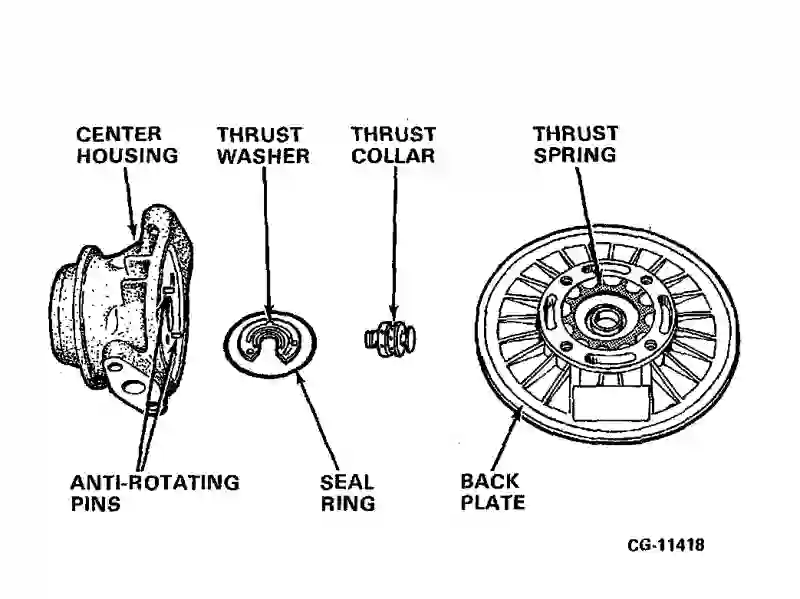 CENTER
HOUSING
THRUST
WASHER
THRUST
COLLAR
THRUST
SPRING
ANTI-ROTATING
PINS
SEAL
RING
BACK
PLATE
CG-11418